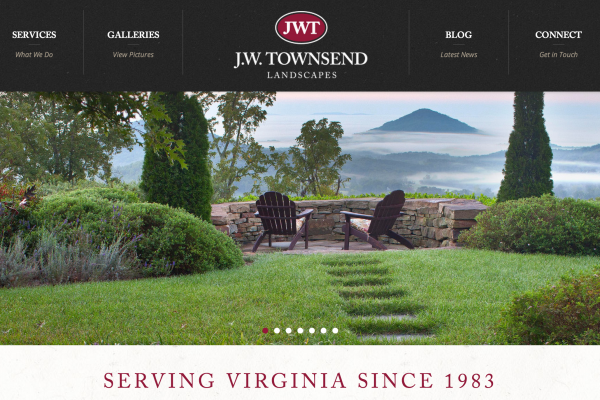 SERVICES
What We Do
GALLERIES
View Pictures
JWT
J.W. TOWNSEND
LANDSCAPES
BLOG
Latest News
CONNECT
Get in Touch
SERVING VIRGINIA SINCE 1983